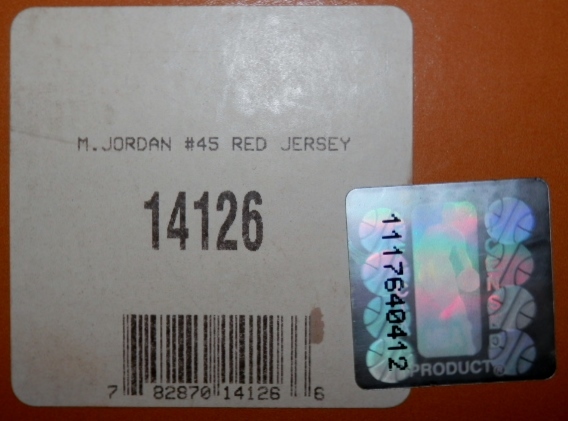 M.JORDAN #45 RED JERSEY
14126
7 82870 14126 6
1117640412
PRODUCT